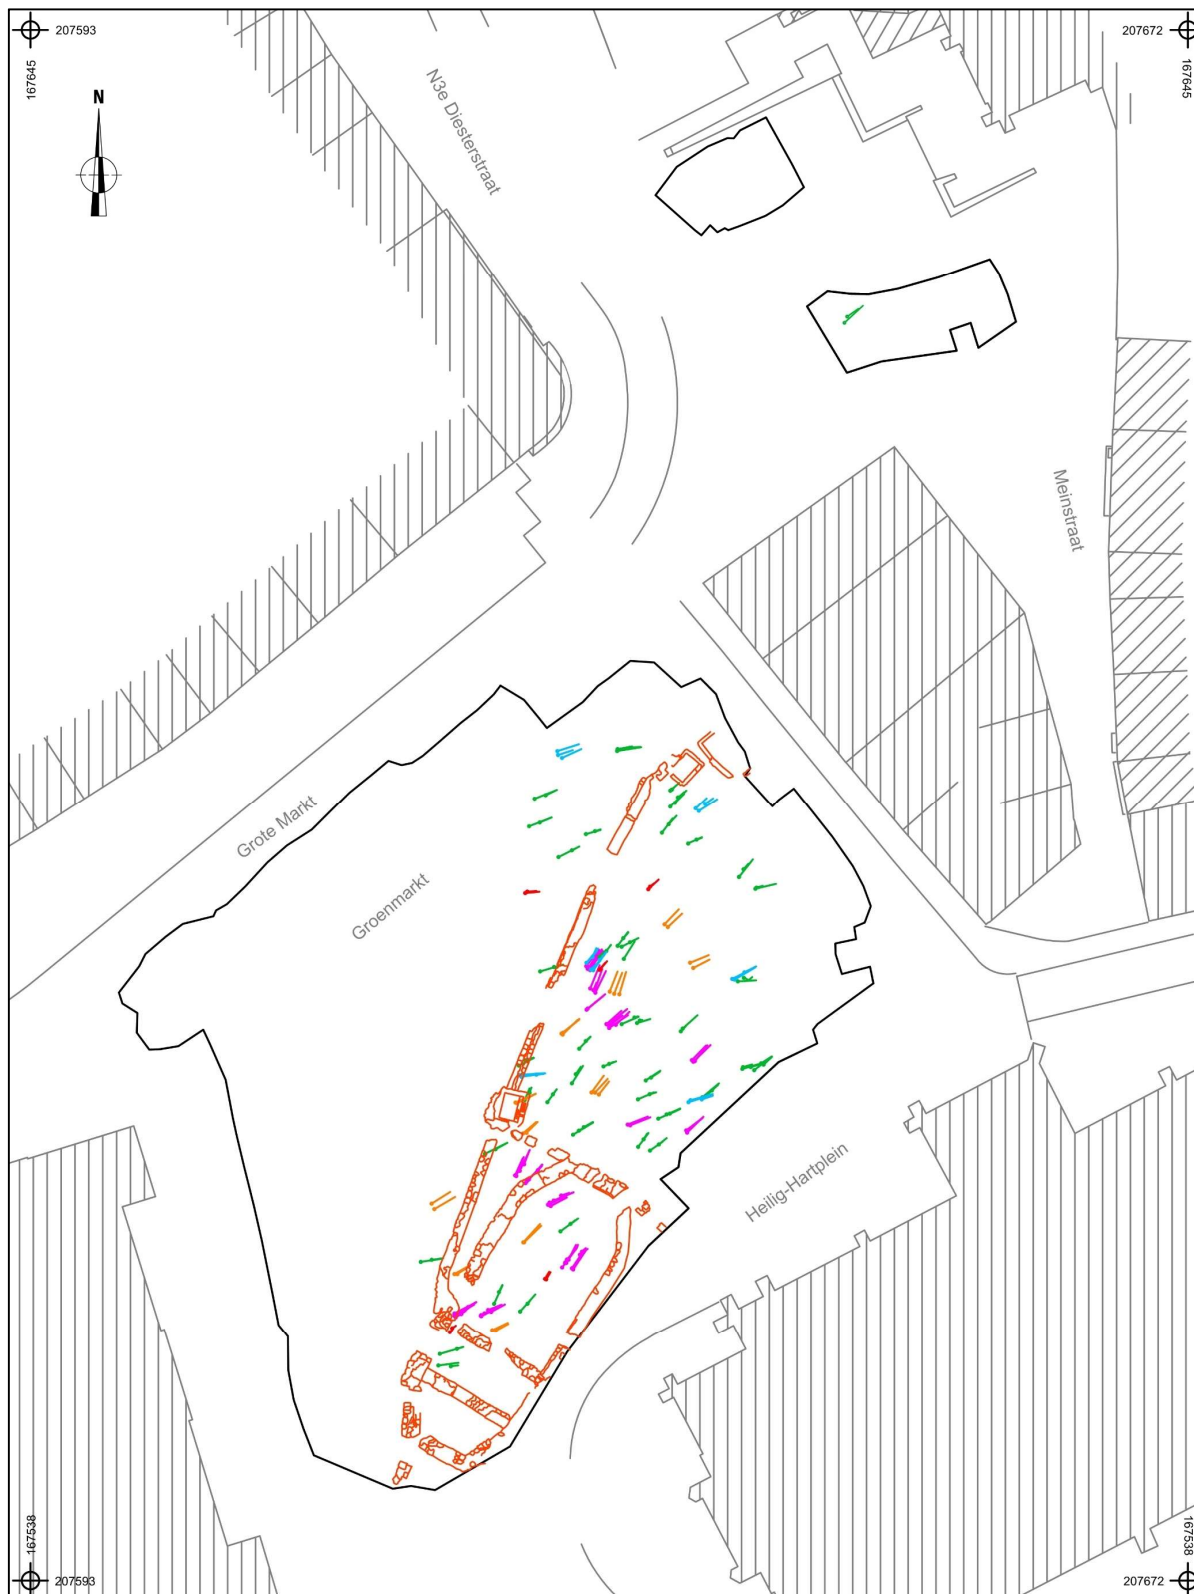 207593
207672
167645
167645
N
N3e Diesterstraat
Meinstraat
Grote Markt
Groenmarkt
Heilig-Hartplein
167538
167538
207593
207672